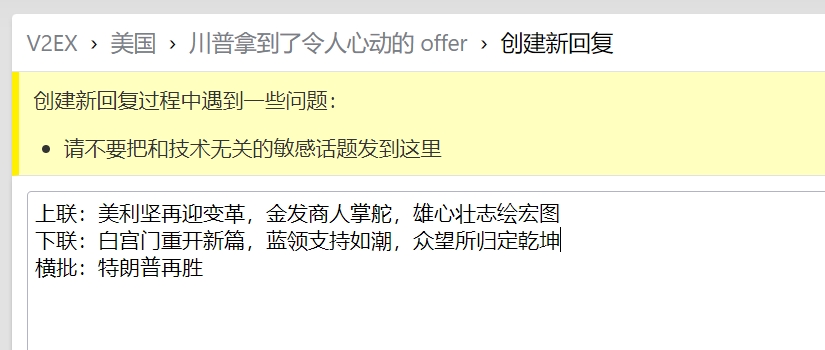 V2EX › 美国 › 川普拿到了令人心动的 offer › 创建新回复
创建新回复过程中遇到一些问题：
• 请不要把和技术无关的敏感话题发到这里
上联：美利坚再迎变革，金发商人掌舵，雄心壮志绘宏图
下联：白宫门重开新篇，蓝领支持如潮，众望所归定乾坤
横批：特朗普再胜